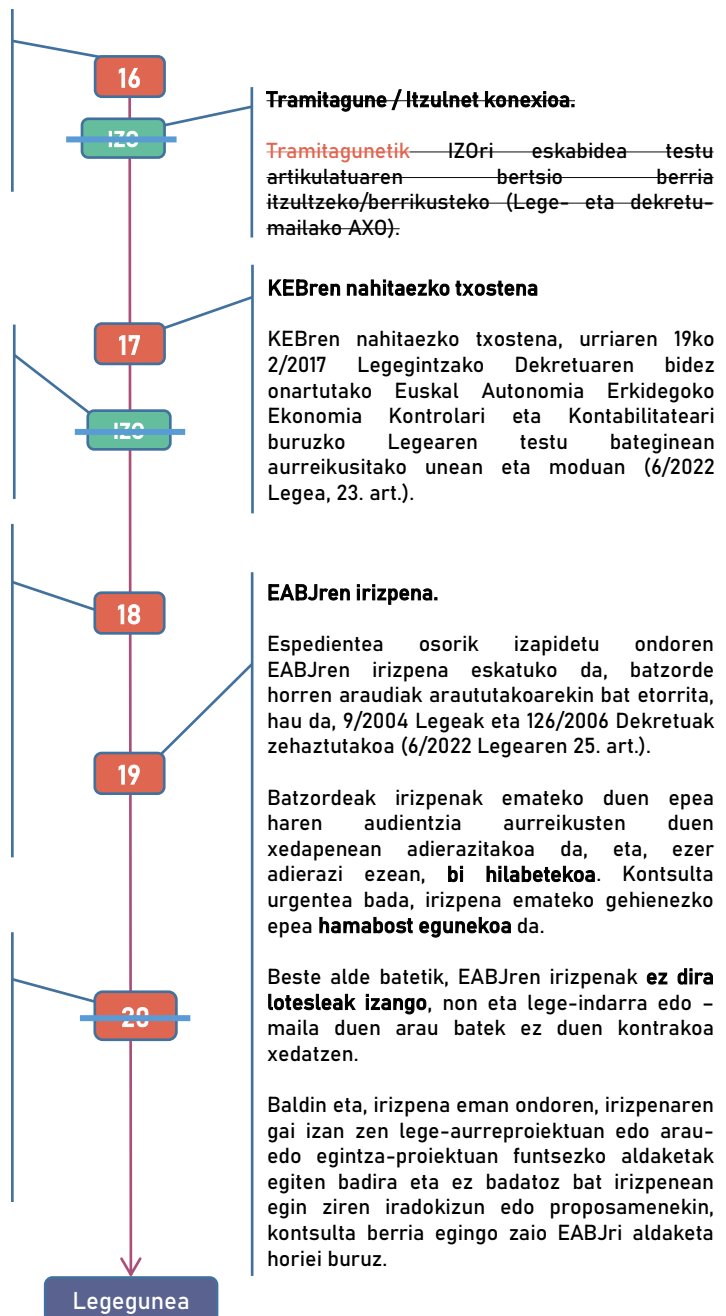 16
IZO
Tramitagune / Itzulnet konexioa.
Tramitagunetik IZOri eskabidea testu
artikulatuaren bertsio berria
itzultzeko/berrikusteko (Lege- eta dekretu-
mailako AXO).
17
IZO
KEBren nahitaezko txostena
KEBren nahitaezko txostena, urriaren 19ko
2/2017 Legegintzako Dekretuaren bidez
onartutako Euskal Autonomia Erkidegoko
Ekonomia Kontrolari eta Kontabilitateari
buruzko Legearen testu bateginean
aurreikusitako unean eta moduan (6/2022
Legea, 23. art.).
18
19
EABJren irizpena.
Espedientea osorik izapidetu ondoren
EABJren irizpena eskatuko da, batzorde
horren araudiak araututakoarekin bat etorrita,
hau da, 9/2004 Legeak eta 126/2006 Dekretuak
zehaztutakoa (6/2022 Legearen 25. art.).
Batzordeak irizpenak emateko duen epea
haren audientzia aurreikusten duen
xedapenean adierazitakoa da, eta, ezer
adierazi ezean, bi hilabetekoa. Kontsulta
urgentea bada, irizpena emateko gehienezko
epea hamabost egunekoa da.
Beste alde batetik, EABJren irizpenak ez dira
lotesleak izango, non eta lege-indarra edo –
maila duen arau batek ez duen kontrakoa
xedatzen.
Baldin eta, irizpena eman ondoren, irizpenaren
gai izan zen lege-aurreproiektuan edo arau-
edo egintza-proiektuan funtsezko aldaketak
egiten badira eta ez badatoz bat irizpenean
egin ziren iradokizun edo proposamenekin,
kontsulta berria egingo zaio EABJri aldaketa
horiei buruz.
20
Legegunea